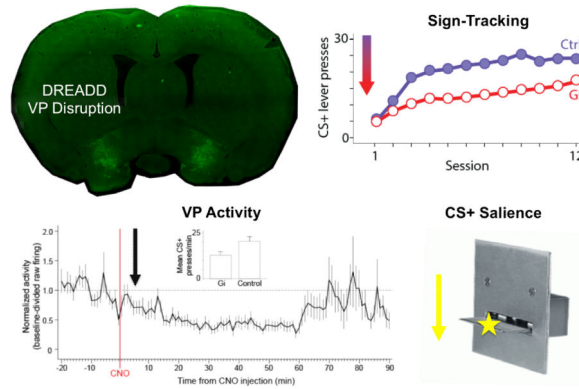 DREADD
VP Disruption
Sign-Tracking
CS+ lever presses
30
0
Ctrl
G
1
12
Session
VP Activity
Normalized activity
(baseline-divided raw firing)
2.0
1.5
1.0
0.5
0.0
Mean CS+
presses/min
25
0
Gi
Control
-20
-10
0
10
20
30
40
50
60
70
80
90
CNO
Time from CNO injection (min)
CS+ Salience